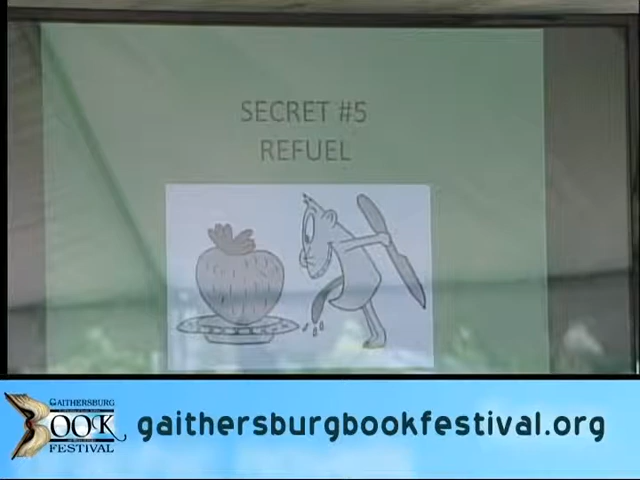 SECRET #5
REFUEL
GAITHERSBURG
BOOK
FESTIVAL
gaithersburgbookfestival.org